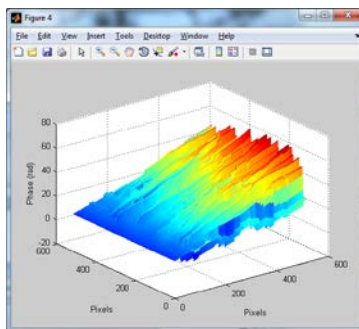 Figure 4
File Edit View Insert Tools Desktop Window Help
80
60
40
20
0
-20
Phase (rad)
600
400
200
0
Pixels
0
200
400
600
Pixels